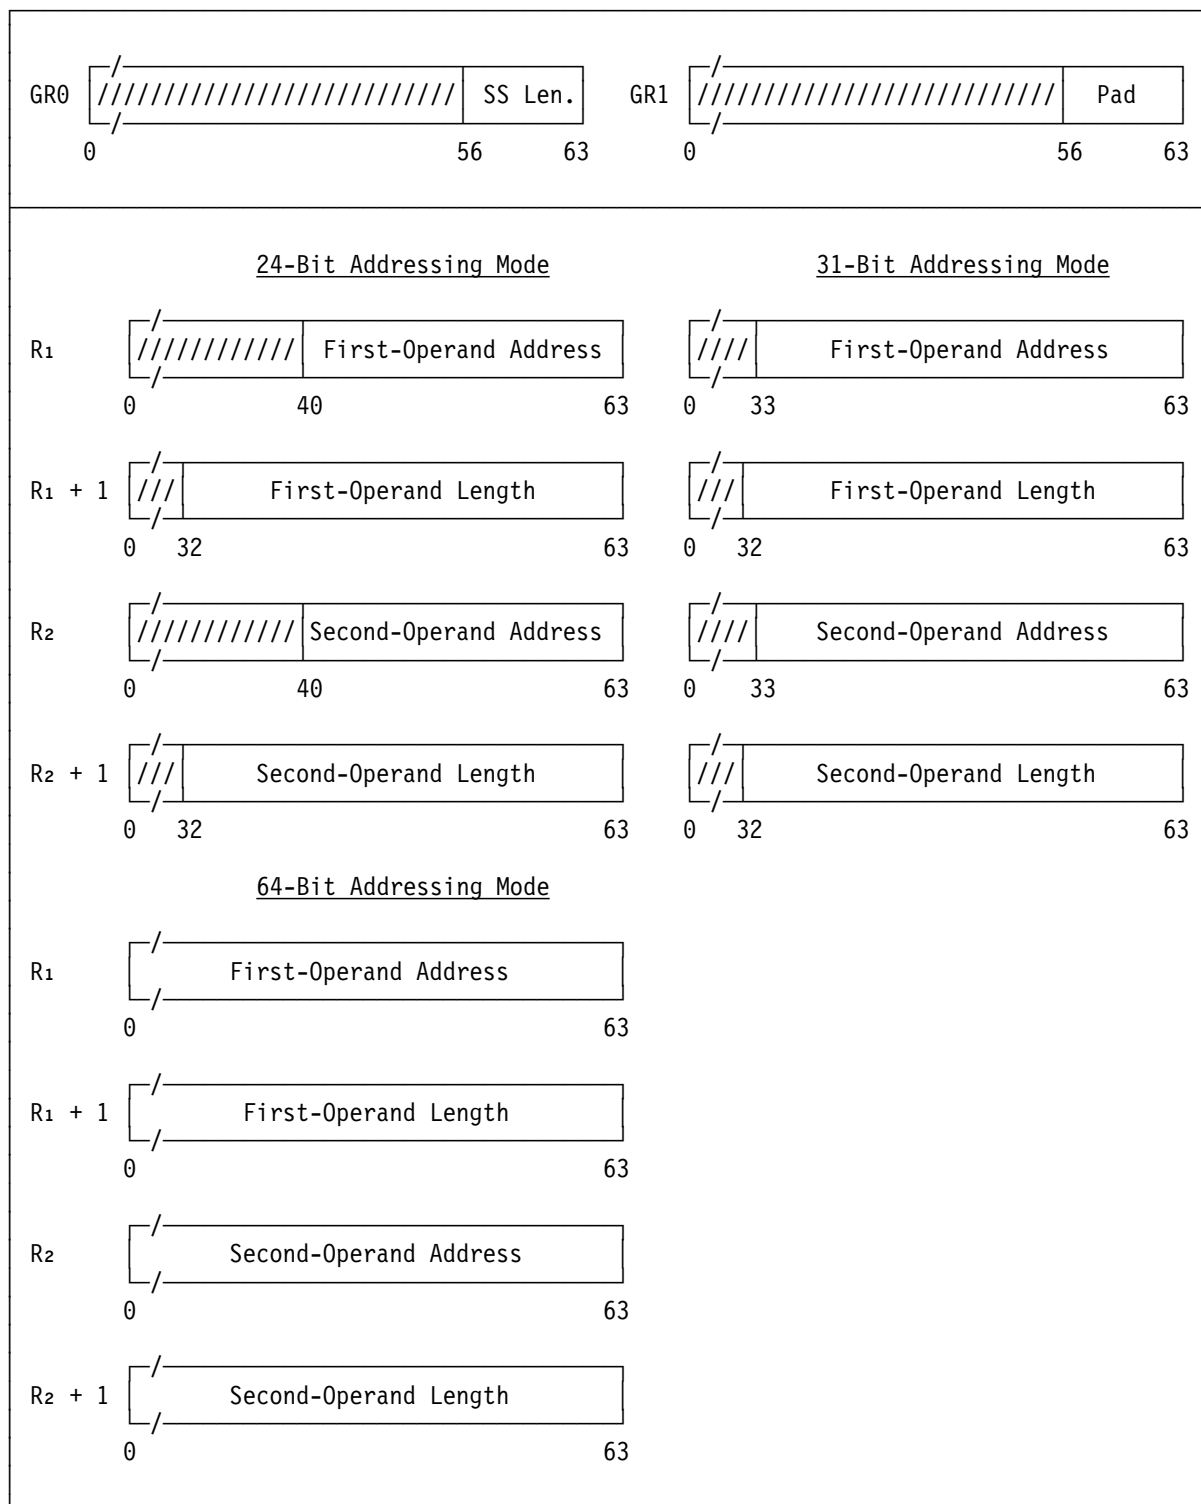 GR0 ////////////////////////// SS Len. GR1 ////////////////////////// Pad
0 56 63 0 56 63
24-Bit Addressing Mode 31-Bit Addressing Mode
R₁ //////////// First-Operand Address //// First-Operand Address
0 40 63 0 33 63
R₁ + 1 /// First-Operand Length /// First-Operand Length
0 32 63 0 32 63
R₂ //////////// Second-Operand Address //// Second-Operand Address
0 40 63 0 33 63
R₂ + 1 /// Second-Operand Length /// Second-Operand Length
0 32 63 0 32 63
64-Bit Addressing Mode
R₁ First-Operand Address
0 63
R₁ + 1 First-Operand Length
0 63
R₂ Second-Operand Address
0 63
R₂ + 1 Second-Operand Length
0 63